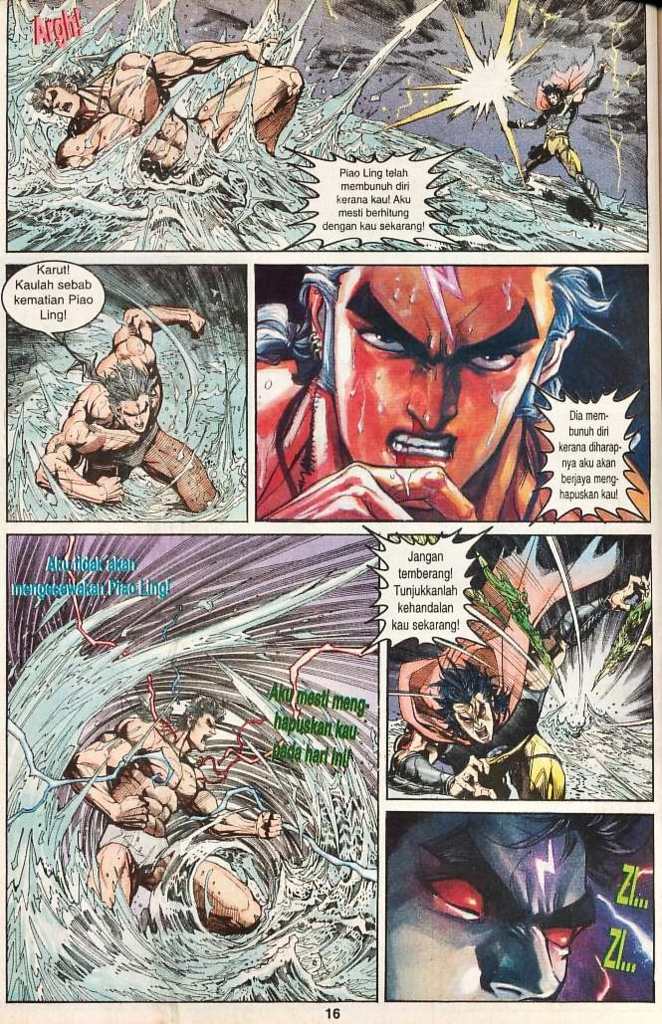 Argh!
Piao Ling telah
membunuh diri
kerana kau! Aku
mesti berhitung
dengan kau sekarang!
Karut!
Kaulah sebab
kematian Piao
Ling!
Dia mem-
bunuh diri
diharap-
nya aku akan
berjaya meng-
hapuskan kau!
Aku tidak akan
mengecewakan Piao Ling!
Aku mesti meng-
hapuskan kau
pada hari ini!
Jangan
temberang!
Tunjukkanlah
kehandalan
kau sekarang!
ZI...
ZI...
16